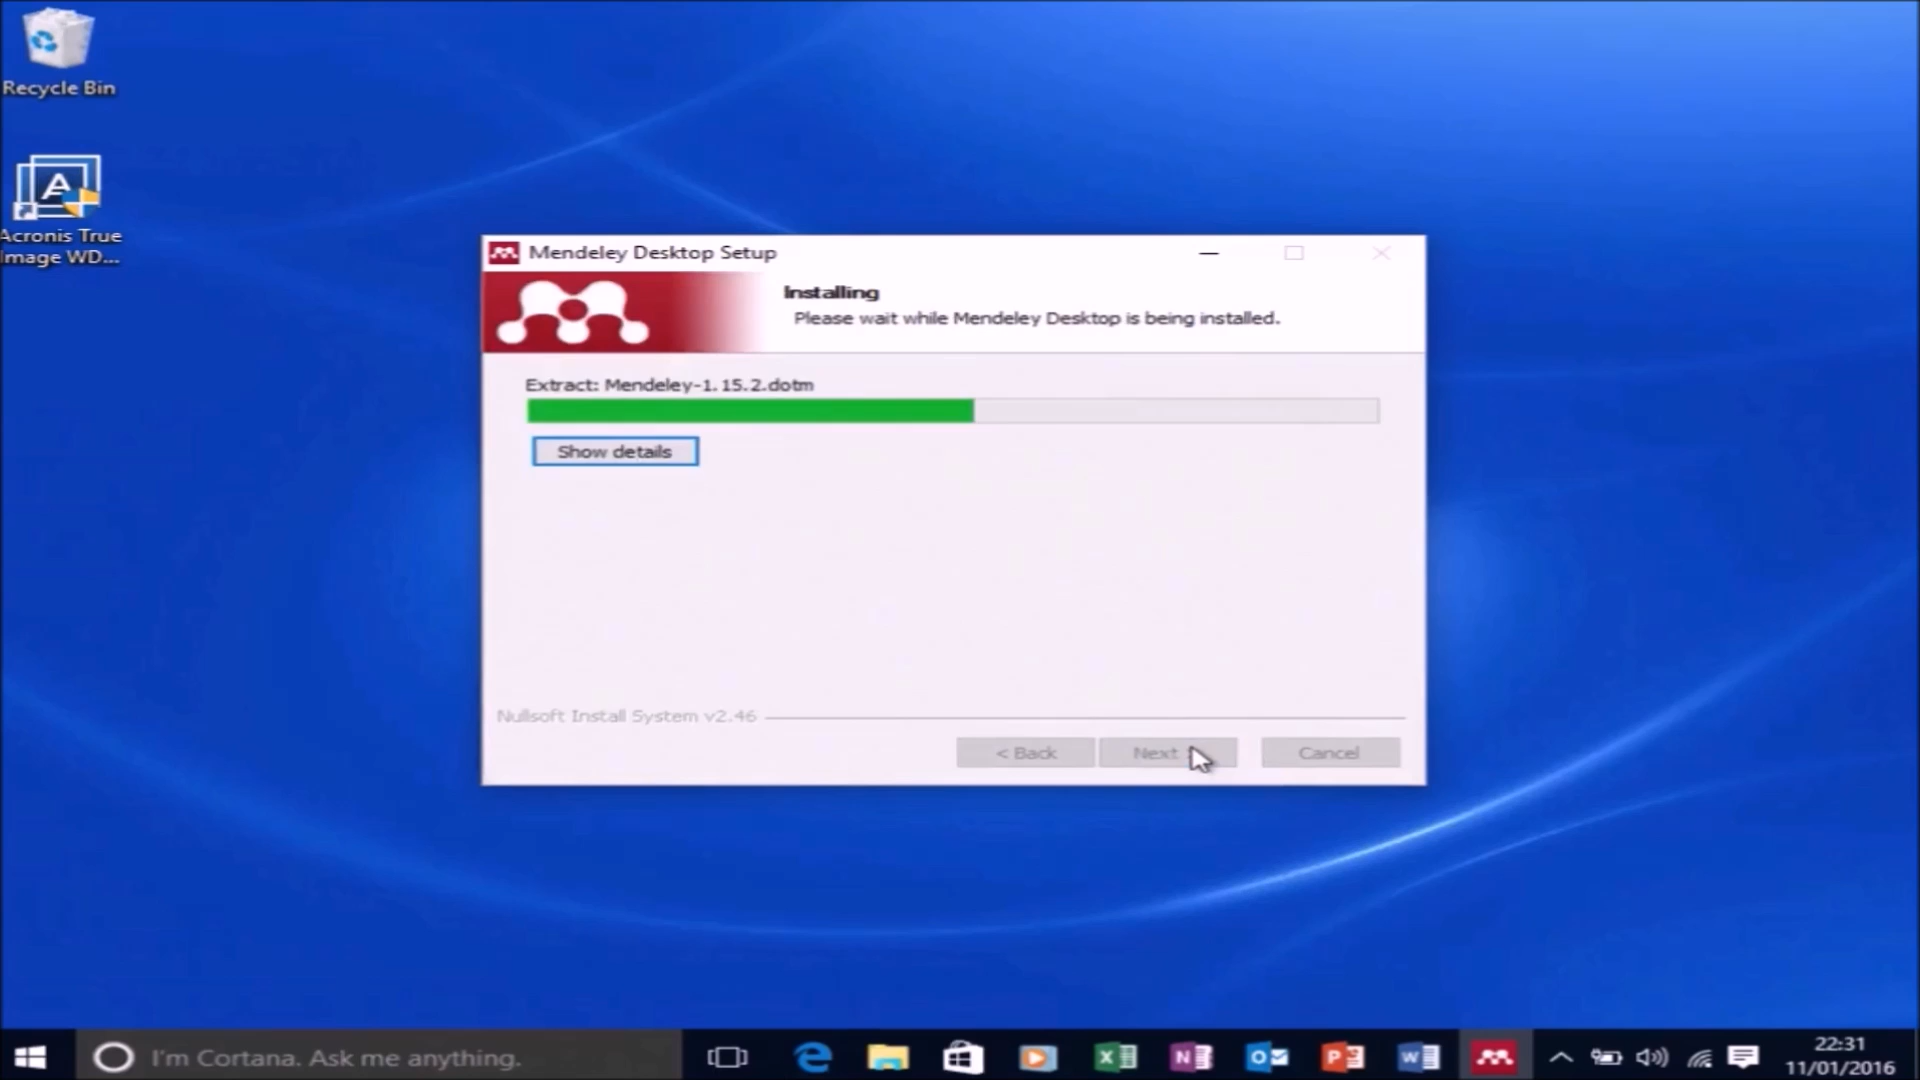 Recycle Bin
Acronis True
Image WD...
Mendeley Desktop Setup
Installing
Please wait while Mendeley Desktop is being installed.
Extract: Mendeley-1.15.2.dotm
Show details
Nullsoft Install System v2.46
< Back
Next
Cancel
I'm Cortana. Ask me anything.
22:31
11/01/2016